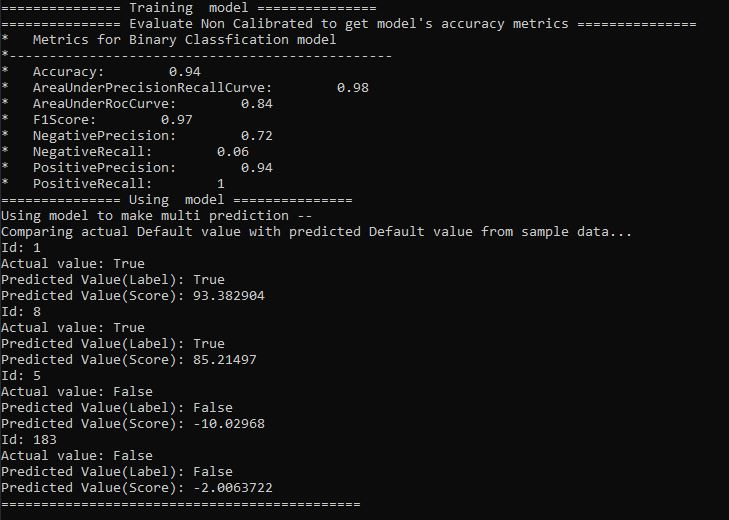 =============== Training  model ===============
=============== Evaluate Non Calibrated to get model's accuracy metrics ===============
*   Metrics for Binary Classfication model
*------------------------------------------------
*   Accuracy:        0.94
*   AreaUnderPrecisionRecallCurve:        0.98
*   AreaUnderRocCurve:        0.84
*   F1Score:        0.97
*   NegativePrecision:        0.72
*   NegativeRecall:        0.06
*   PositivePrecision:        0.94
*   PositiveRecall:        1
=============== Using  model ===============
Using model to make multi prediction --
Comparing actual Default value with predicted Default value from sample data...
Id: 1
Actual value: True
Predicted Value(Label): True
Predicted Value(Score): 93.382904
Id: 8
Actual value: True
Predicted Value(Label): True
Predicted Value(Score): 85.21497
Id: 5
Actual value: False
Predicted Value(Label): False
Predicted Value(Score): -10.02968
Id: 183
Actual value: False
Predicted Value(Label): False
Predicted Value(Score): -2.0063722
=============================================